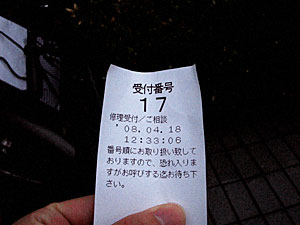 受付番号
17
修理受付/ご相談
'08.04.18
12:33:06
番号順にお取り扱い致して
おりますので、恐れ入りま
すがお呼びする迄お待ち下
さい。